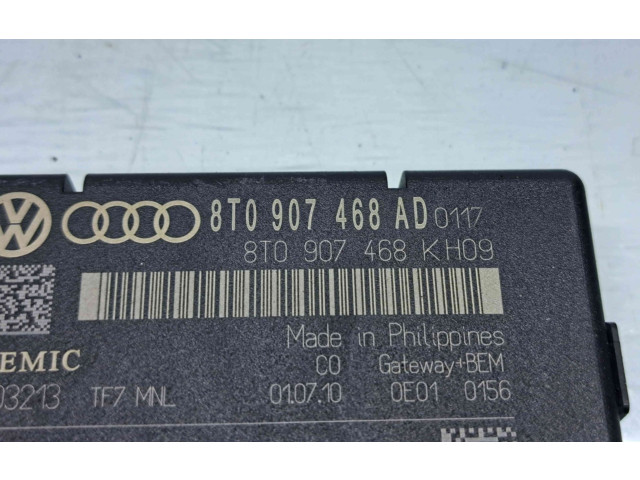 8T0 907 468 AD 0117
8T0 907 468 K H09
EMIC
Made in Philippines
C0 Gateway+BEM
03213 TF7 MNL 01.07.10 0E01 0156